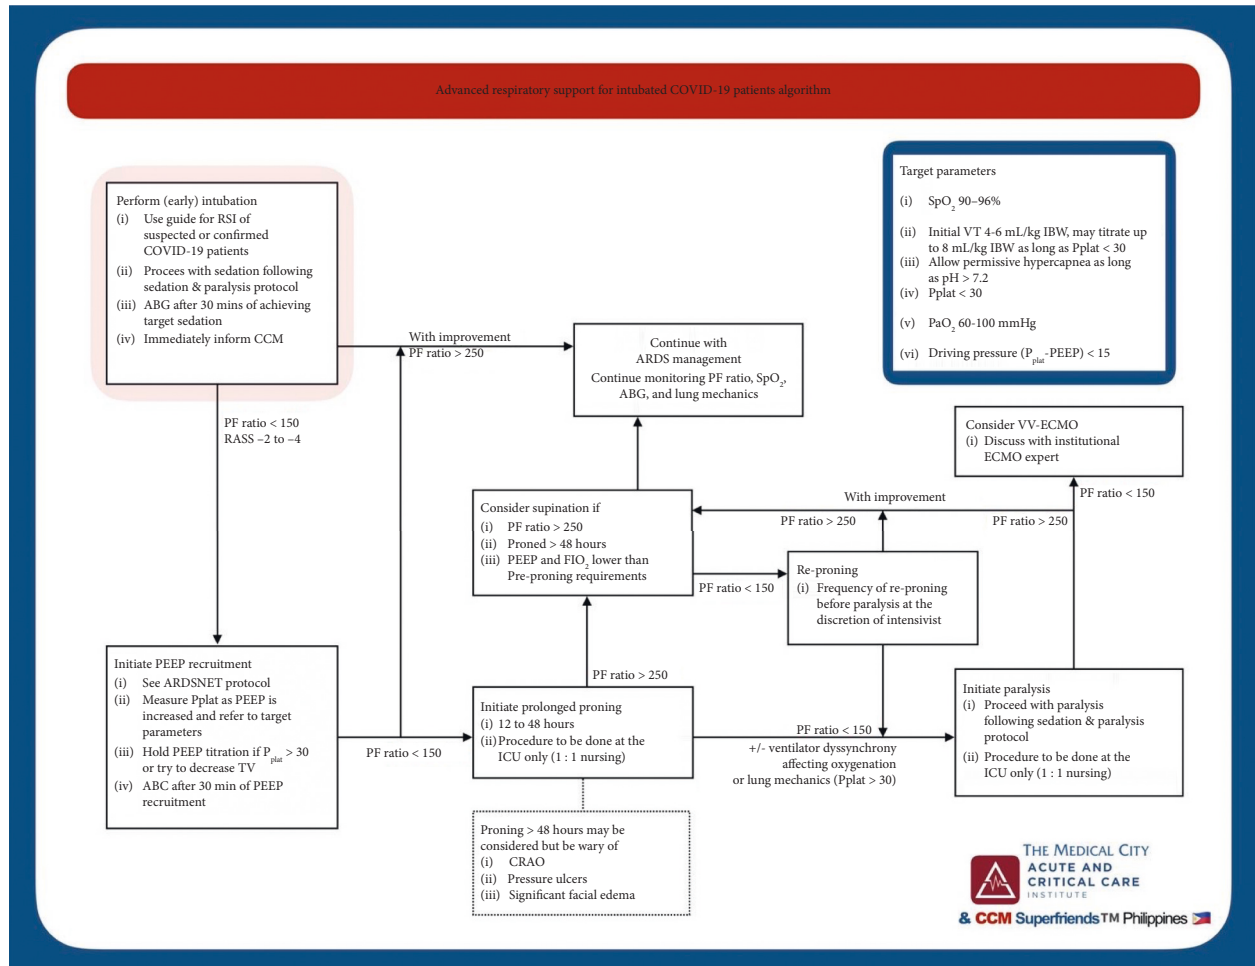 Advanced respiratory support for intubated COVID-19 patients algorithm
Perform (early) intubation
(i) Use guide for RSI of
suspected or confirmed
COVID-19 patients
(ii) Procees with sedation following
sedation & paralysis protocol
(iii) ABG after 30 mins of achieving
target sedation
(iv) Immediately inform CCM
Target parameters
(i) SpO2 90–96%
(ii) Initial VT 4-6 mL/kg IBW, may titrate up
to 8 mL/kg IBW as long as Pplat < 30
(iii) Allow permissive hypercapnea as long
as pH > 7.2
(iv) Pplat < 30
(v) PaO2 60-100 mmHg
(vi) Driving pressure (Pplat-PEEP) < 15
With improvement
PF ratio > 250
Continue with
ARDS management
Continue monitoring PF ratio, SpO2,
ABG, and lung mechanics
PF ratio < 150
RASS –2 to –4
Consider VV-ECMO
(i) Discuss with institutional
ECMO expert
PF ratio < 150
With improvement
PF ratio > 250
PF ratio > 250
Consider supination if
(i) PF ratio > 250
(ii) Proned > 48 hours
(iii) PEEP and FIO2 lower than
Pre-proning requirements
PF ratio < 150
Re-proning
(i) Frequency of re-proning
before paralysis at the
discretion of intensivist
Initiate PEEP recruitment
(i) See ARDSNET protocol
(ii) Measure Pplat as PEEP is
increased and refer to target
parameters
(iii) Hold PEEP titration if Pplat > 30
or try to decrease TV
(iv) ABC after 30 min of PEEP
recruitment
PF ratio < 150
PF ratio > 250
Initiate prolonged proning
(i) 12 to 48 hours
(ii) Procedure to be done at the
ICU only (1 : 1 nursing)
PF ratio < 150
+/- ventilator dyssynchrony
affecting oxygenation
or lung mechanics (Pplat > 30)
Initiate paralysis
(i) Proceed with paralysis
following sedation & paralysis
protocol
(ii) Procedure to be done at the
ICU only (1 : 1 nursing)
Proning > 48 hours may be
considered but be wary of
(i) CRAO
(ii) Pressure ulcers
(iii) Significant facial edema
THE MEDICAL CITY
ACUTE AND
CRITICAL CARE
INSTITUTE
& CCM Superfriends™ Philippines